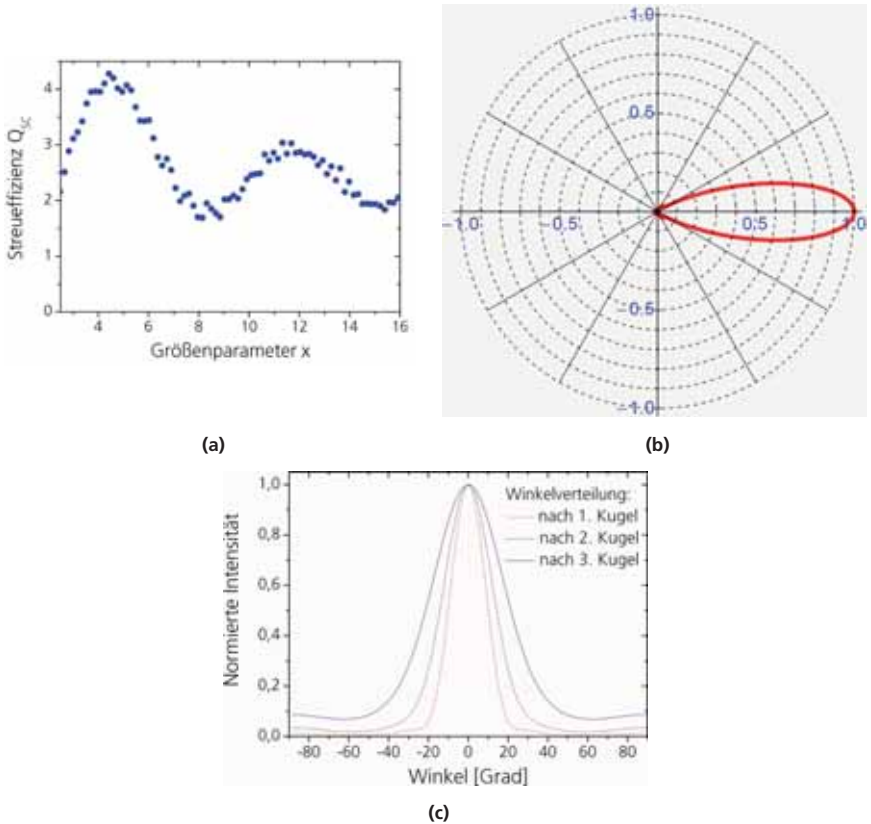 Streueffizienz Q_SC
4
3
2
1
0
4 6 8 10 12 14 16
Größenparameter x
(a)
1.0
0.5
-1.0 -0.5 0.5 1.0
-0.5
-1.0
(b)
Normierte Intensität
1,0
0,8
0,6
0,4
0,2
0,0
Winkelverteilung:
nach 1. Kugel
nach 2. Kugel
nach 3. Kugel
-80 -60 -40 -20 0 20 40 60 80
Winkel [Grad]
(c)